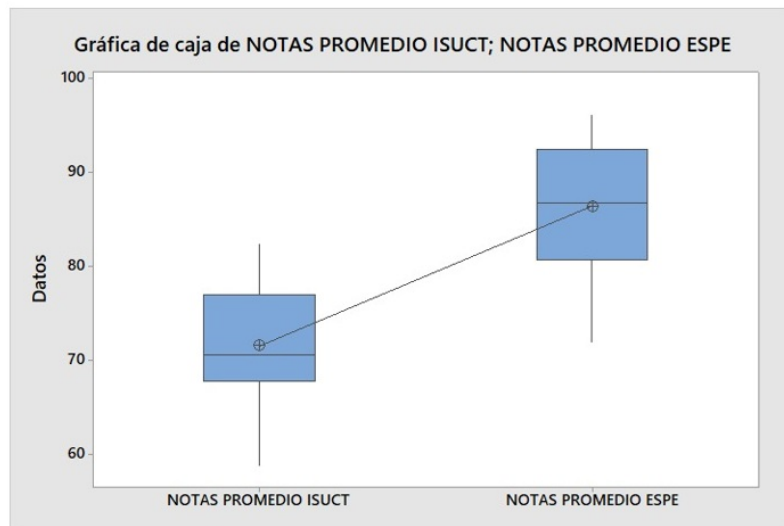 Gráfica de caja de NOTAS PROMEDIO ISUCT; NOTAS PROMEDIO ESPE
100
90
80
70
60
Datos
NOTAS PROMEDIO ISUCT
NOTAS PROMEDIO ESPE